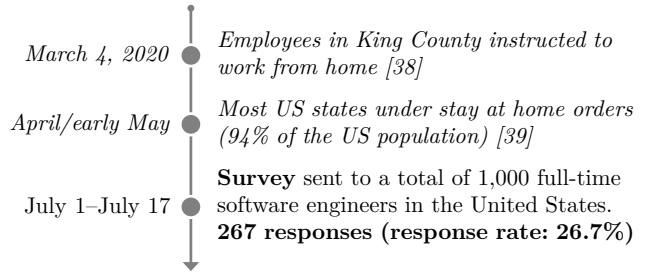 March 4, 2020
Employees in King County instructed to
work from home [38]
April/early May
Most US states under stay at home orders
(94% of the US population) [39]
July 1–July 17
Survey sent to a total of 1,000 full-time
software engineers in the United States.
267 responses (response rate: 26.7%)